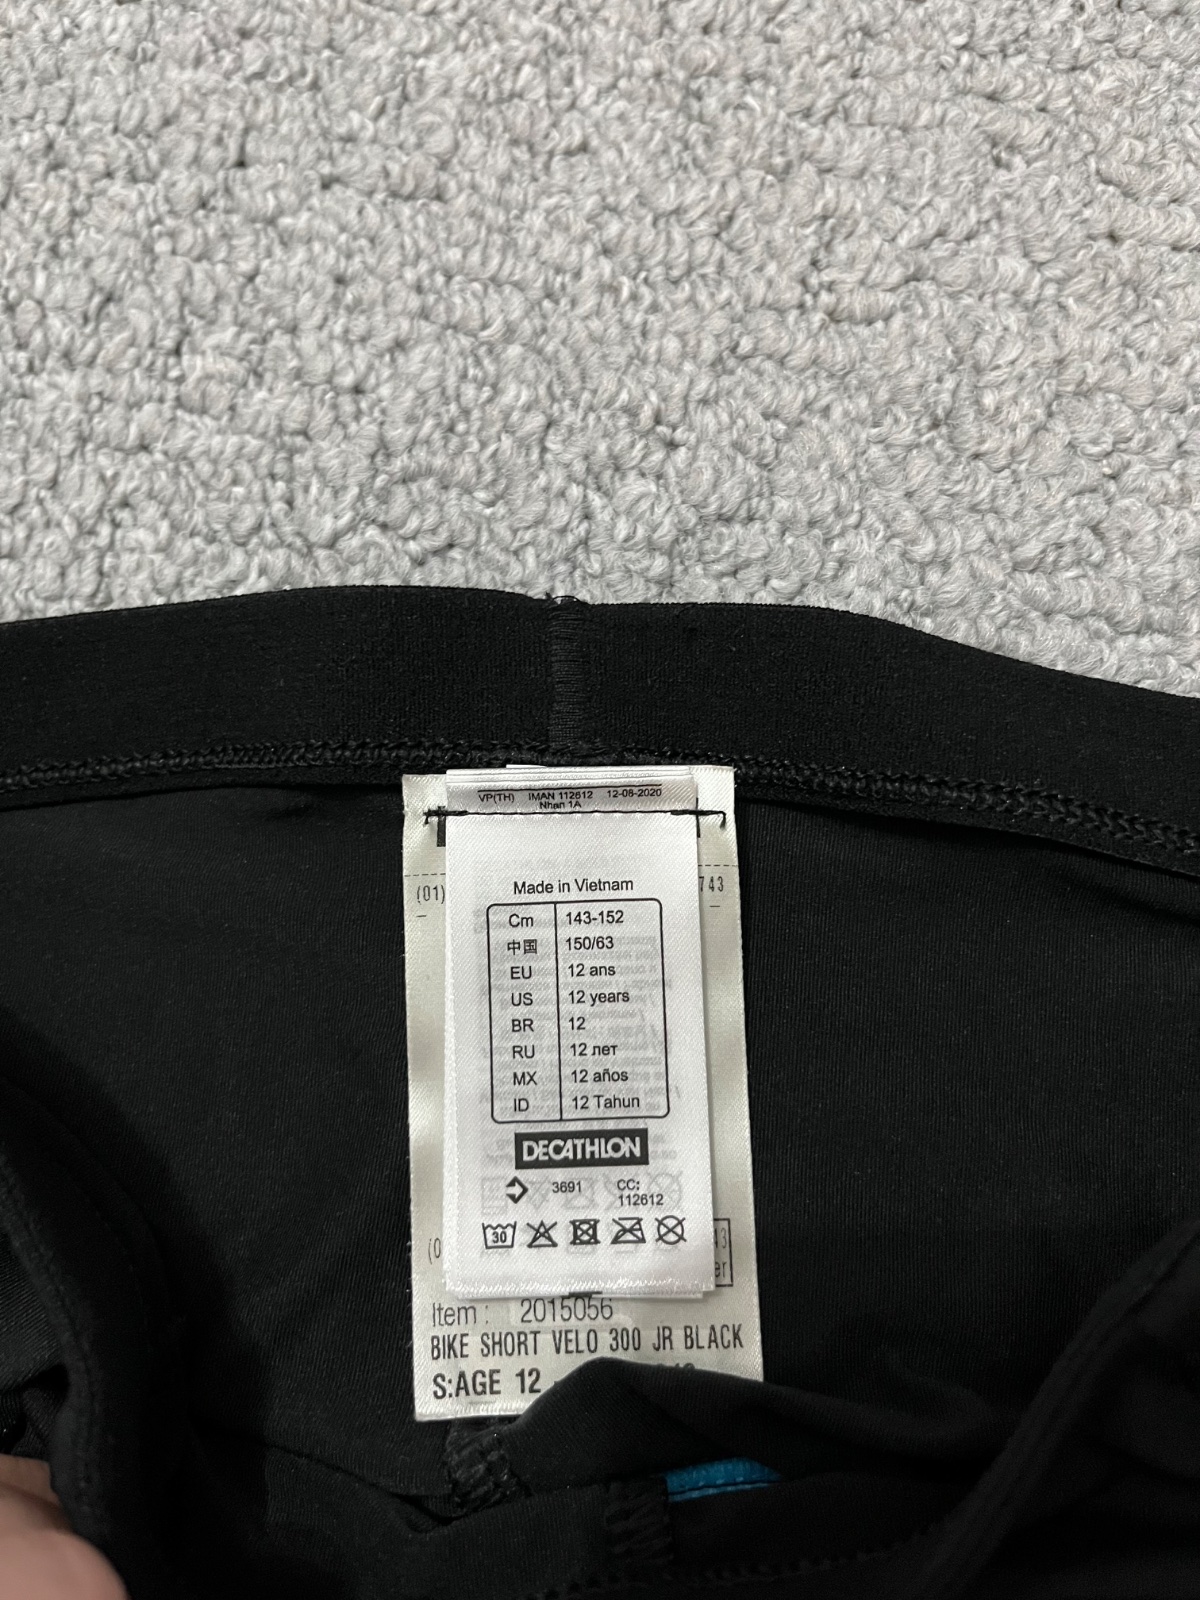 VP(TH) IMAN 112612 12-08-2020
Nhan 1A
(01) 743
Made in Vietnam
Cm 143-152
中国 150/63
EU 12 ans
US 12 years
BR 12
RU 12 лет
MX 12 años
ID 12 Tahun
DECATHLON
3691 CC:
112612
30
Item : 2015056
BIKE SHORT VELO 300 JR BLACK
S:AGE 12